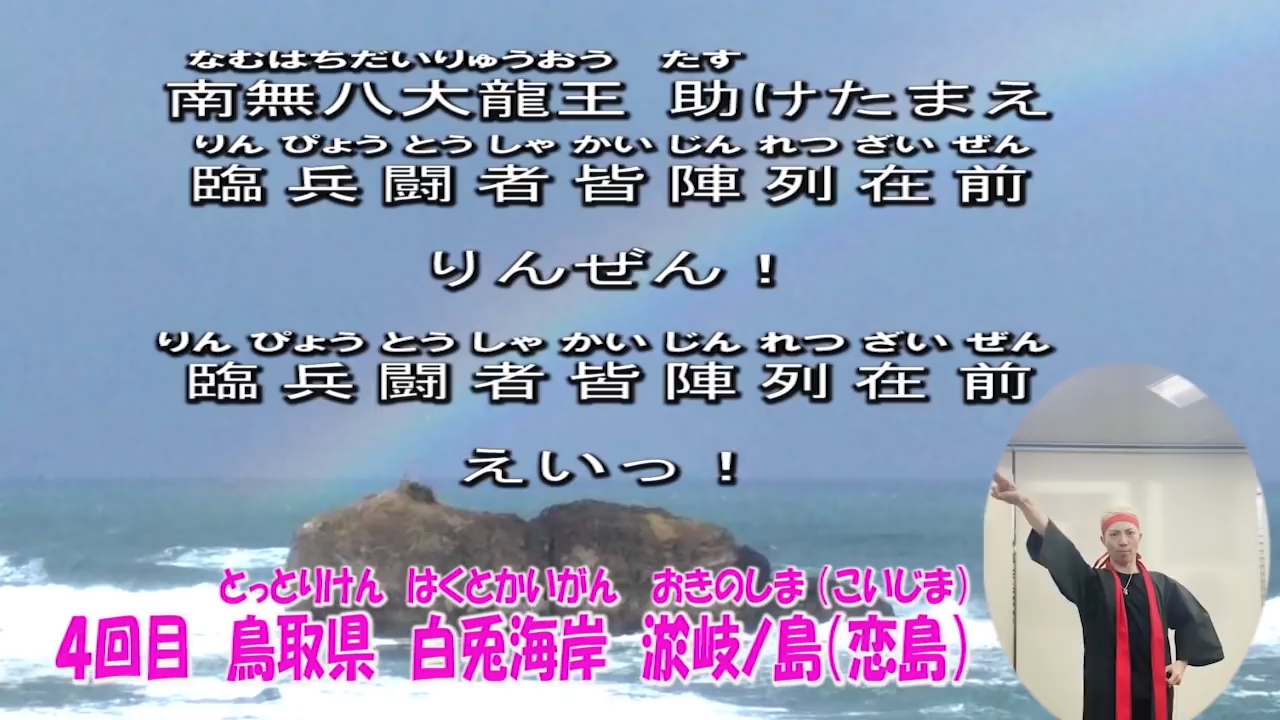 なむはちだいりゅうおう　たす
南無八大龍王 助けたまえ
りん ぴょう とう しゃ かい じん れつ ざい ぜん
臨 兵 闘 者 皆 陣 列 在 前
りんぜん！
りん ぴょう とう しゃ かい じん れつ ざい ぜん
臨 兵 闘 者 皆 陣 列 在 前
えいっ！
とっとりけん　はくとかいがん　おきのしま（こいじま）
4回目　鳥取県　白兎海岸　淤岐ノ島（恋島）